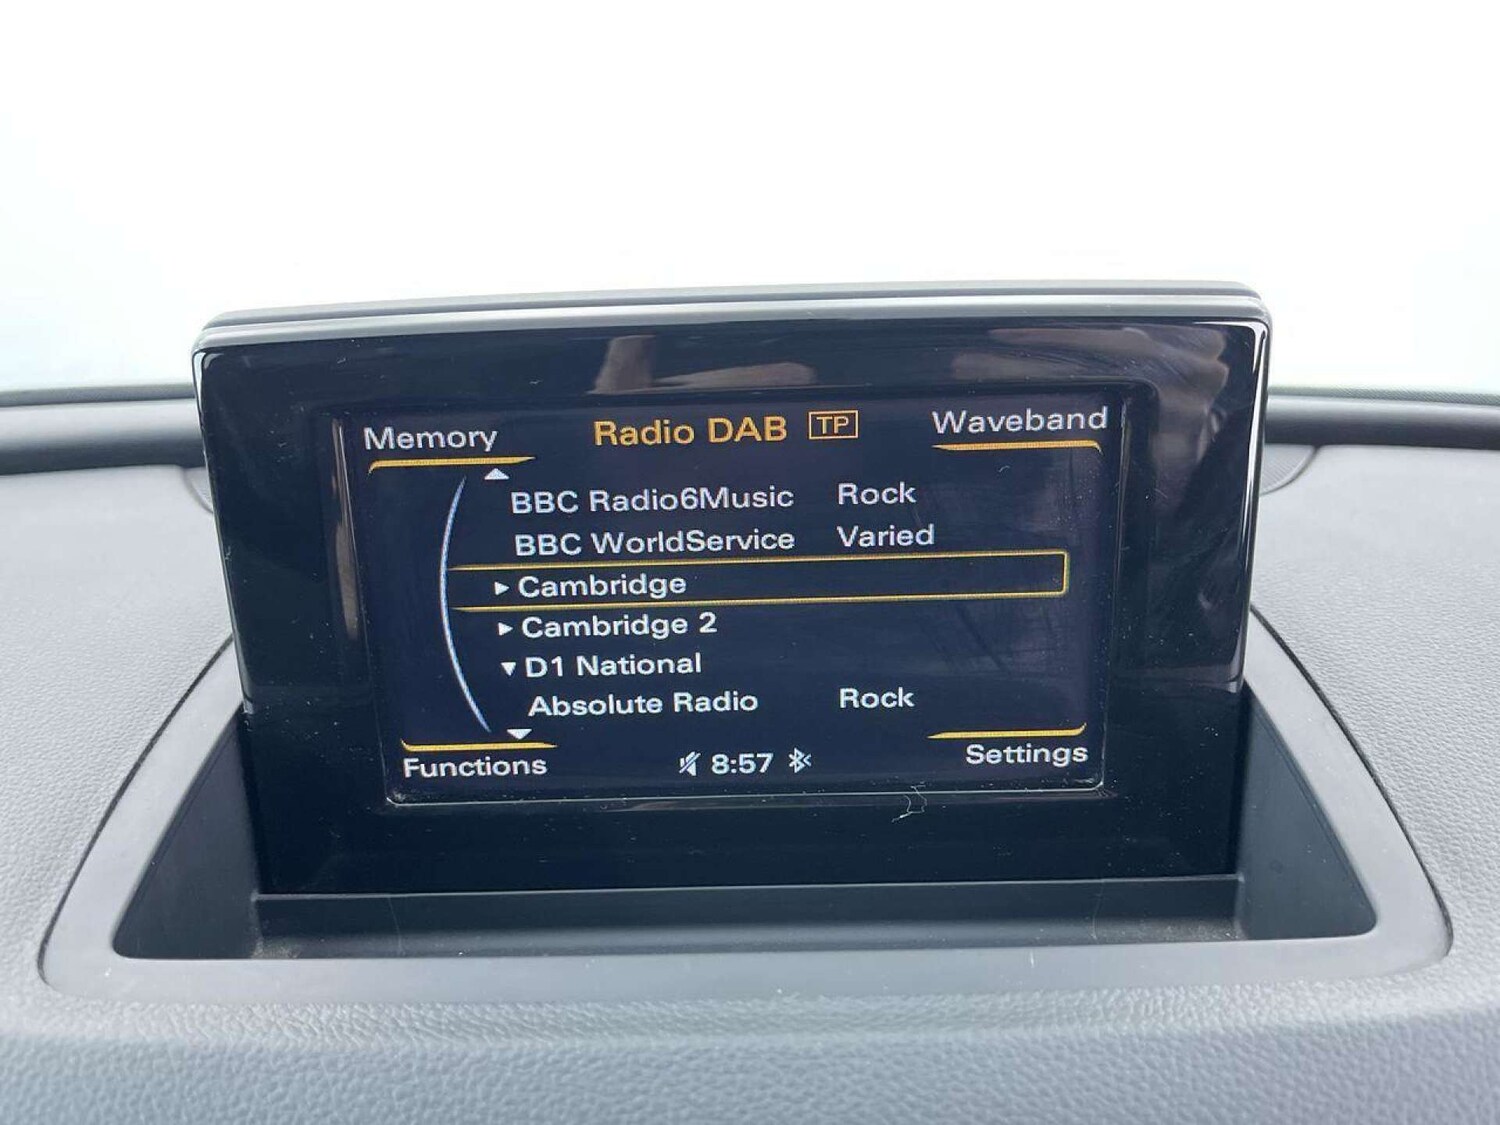 Memory Radio DAB TP Waveband
BBC Radio6Music Rock
BBC WorldService Varied
Cambridge
Cambridge 2
D1 National
Absolute Radio Rock
Functions 8:57 Settings